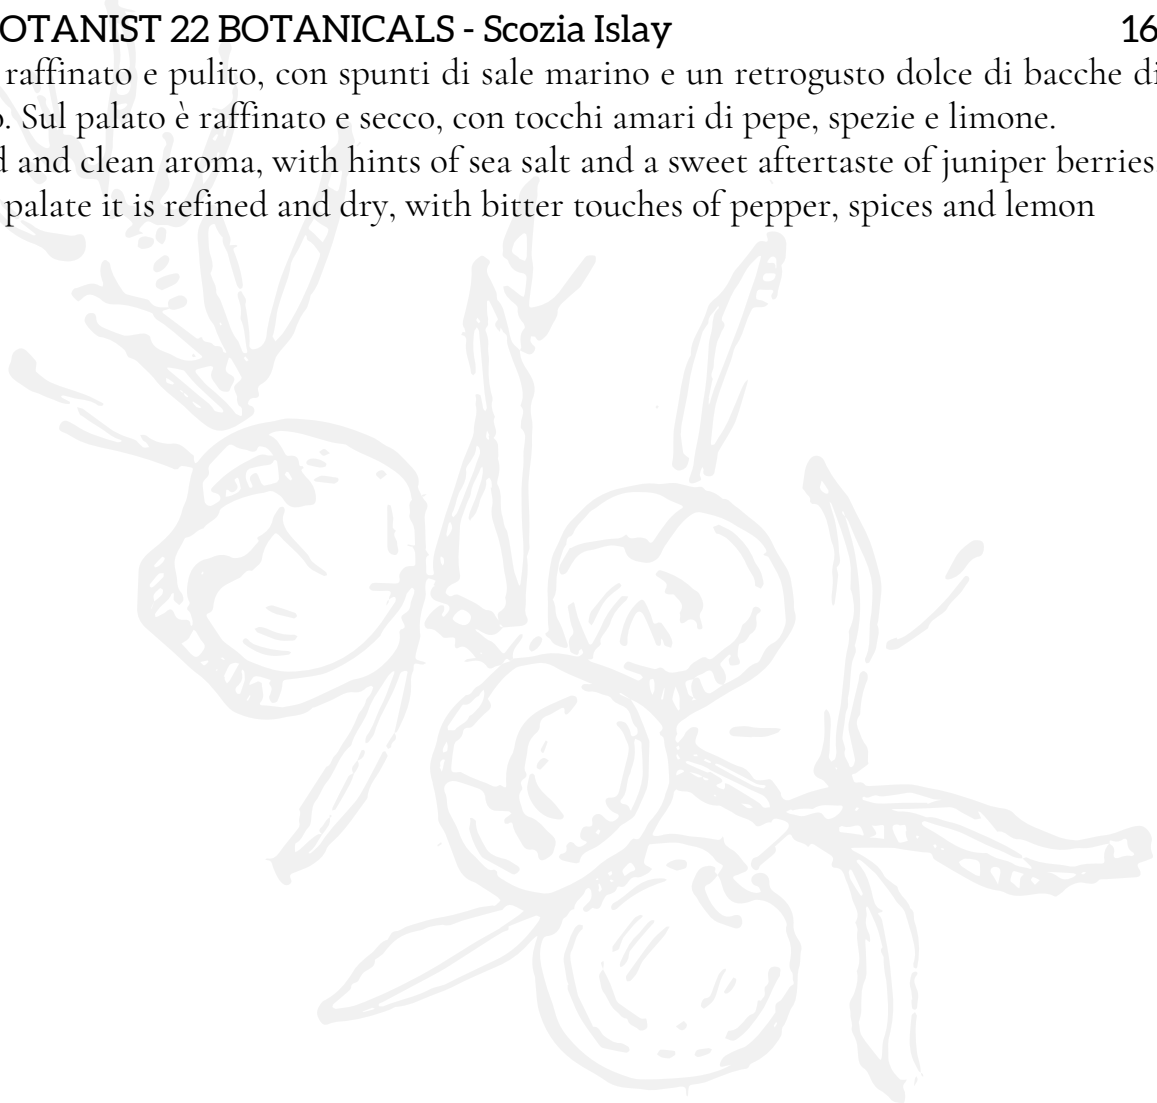 OTANIST 22 BOTANICALS - Scozia Islay 16
raffinato e pulito, con spunti di sale marino e un retrogusto dolce di bacche di
o. Sul palato è raffinato e secco, con tocchi amari di pepe, spezie e limone.
d and clean aroma, with hints of sea salt and a sweet aftertaste of juniper berries.
palate it is refined and dry, with bitter touches of pepper, spices and lemon